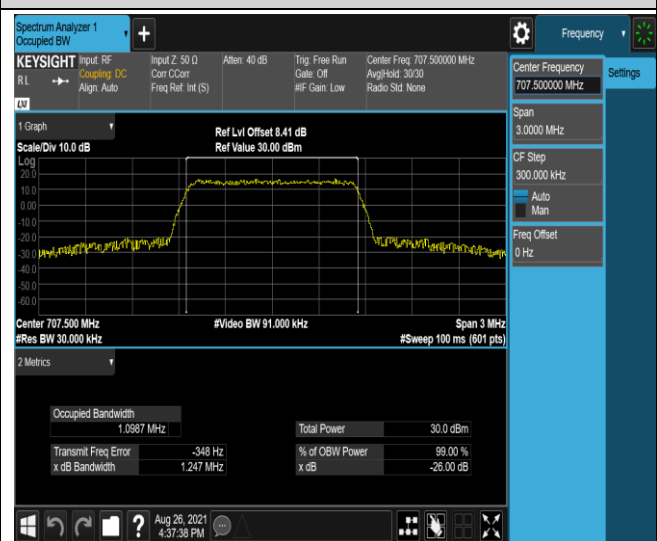 Spectrum Analyzer 1
Occupied BW
Frequency
KEYSIGHT
RL
Input: RF
Coupling: DC
Align: Auto
Input Z: 50 Ω
Corr CCorr
Freq Ref: Int (S)
Atten: 40 dB
Trig: Free Run
Gate: Off
#IF Gain: Low
Center Freq: 707.500000 MHz
Avg|Hold: 30/30
Radio Std: None
Center Frequency
707.500000 MHz
Settings
Span
3.0000 MHz
CF Step
300.000 kHz
Auto
Man
Freq Offset
0 Hz
1 Graph
Scale/Div 10.0 dB
Ref Lvl Offset 8.41 dB
Ref Value 30.00 dBm
Log
20.0
10.0
0.00
-10.0
-20.0
-30.0
-40.0
-50.0
-60.0
Center 707.500 MHz
#Video BW 91.000 kHz
Span 3 MHz
#Res BW 30.000 kHz
#Sweep 100 ms (601 pts)
2 Metrics
Occupied Bandwidth
1.0987 MHz
Total Power 30.0 dBm
Transmit Freq Error -348 Hz
% of OBW Power 99.00 %
x dB Bandwidth 1.247 MHz
x dB -26.00 dB
?
Aug 26, 2021
4:37:38 PM